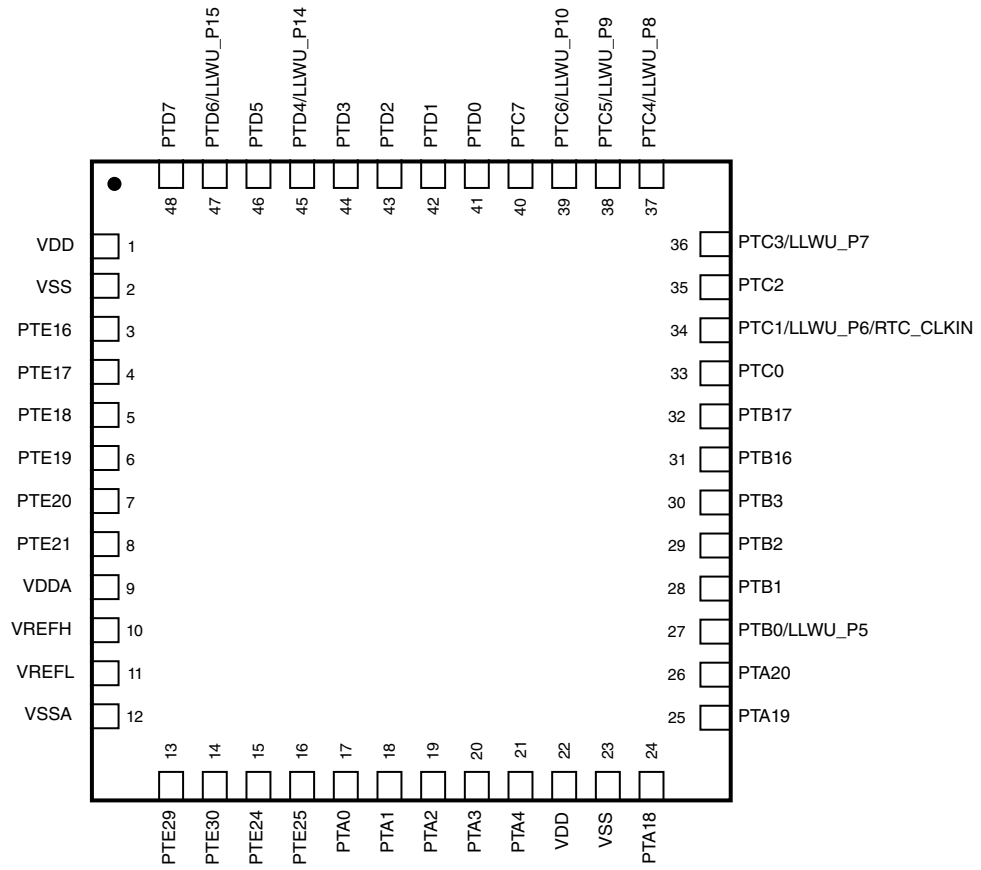 PTD7
PTD6/LLWU_P15
PTD5
PTD4/LLWU_P14
PTD3
PTD2
PTD1
PTD0
PTC7
PTC6/LLWU_P10
PTC5/LLWU_P9
PTC4/LLWU_P8
48
47
46
45
44
43
42
41
40
39
38
37
VDD 1
VSS 2
PTE16 3
PTE17 4
PTE18 5
PTE19 6
PTE20 7
PTE21 8
VDDA 9
VREFH 10
VREFL 11
VSSA 12
36 PTC3/LLWU_P7
35 PTC2
34 PTC1/LLWU_P6/RTC_CLKIN
33 PTC0
32 PTB17
31 PTB16
30 PTB3
29 PTB2
28 PTB1
27 PTB0/LLWU_P5
26 PTA20
25 PTA19
13
14
15
16
17
18
19
20
21
22
23
24
PTE29
PTE30
PTE24
PTE25
PTA0
PTA1
PTA2
PTA3
PTA4
VDD
VSS
PTA18